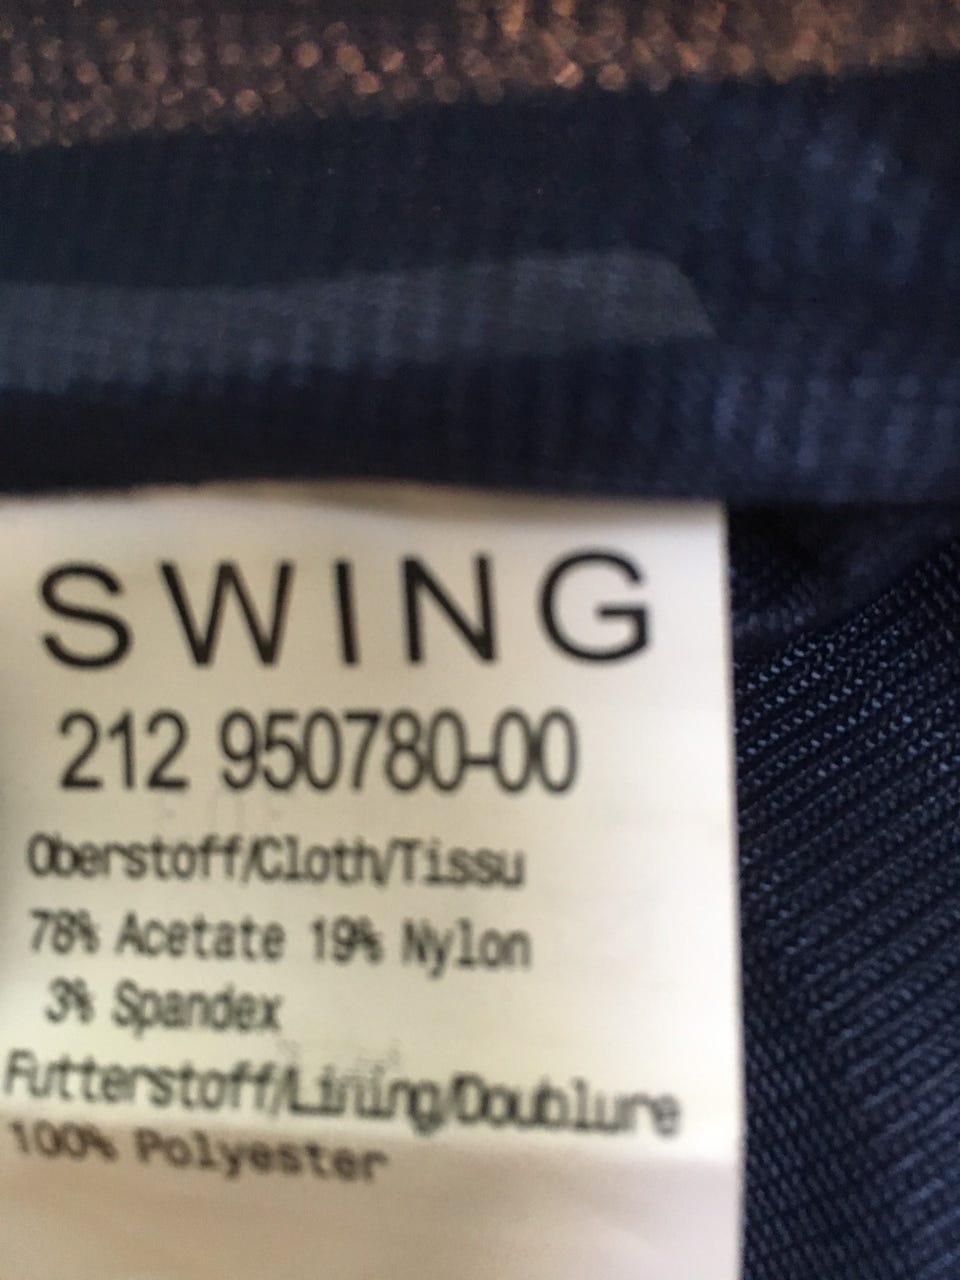 SWING
212 950780-00
Oberstoff/Cloth/Tissu
78% Acetate 19% Nylon
3% Spandex
Futterstoff/Lining/Doublure
100% Polyester